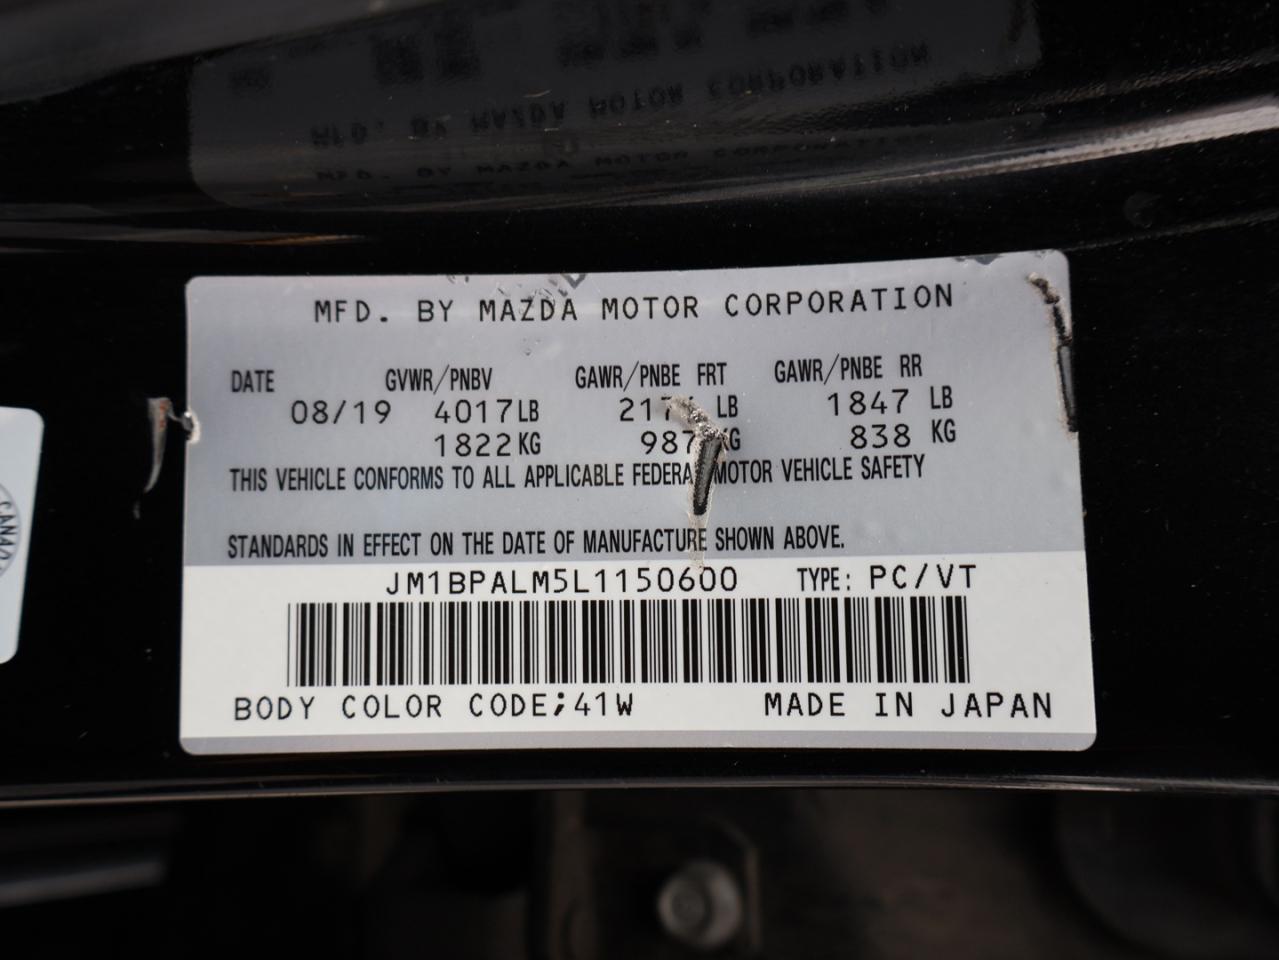 MFD. BY MAZDA MOTOR CORPORATION
DATE GVWR/PNBV GAWR/PNBE FRT GAWR/PNBE RR
08/19 4017LB LB 1847 LB
1822KG 987KG 838 KG
THIS VEHICLE CONFORMS TO ALL APPLICABLE FEDERAL MOTOR VEHICLE SAFETY
STANDARDS IN EFFECT ON THE DATE OF MANUFACTURE SHOWN ABOVE.
JM1BPALM5L1150600 TYPE: PC/VT
BODY COLOR CODE;41W MADE IN JAPAN